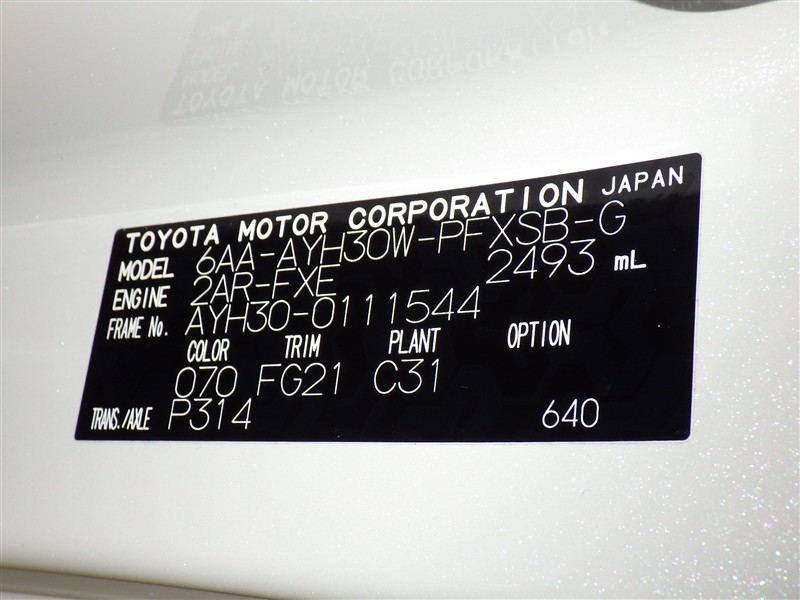 TOYOTA MOTOR CORPORATION JAPAN
MODEL 6AA-AYH30W-PFXSB-G
ENGINE 2AR-FXE 2493 mL
FRAME No. AYH30-0111544
COLOR TRIM PLANT OPTION
070 FG21 C31
TRANS./AXLE P314 640